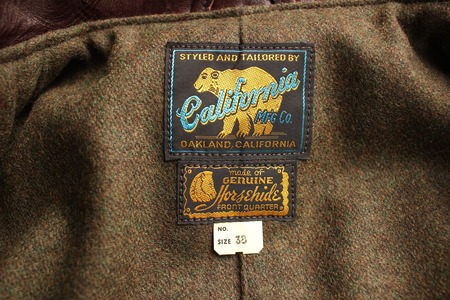 STYLED AND TAILORED BY
California
MFG Co.
OAKLAND, CALIFORNIA
made of
GENUINE
Horsehide
FRONT QUARTER
NO.
SIZE 38